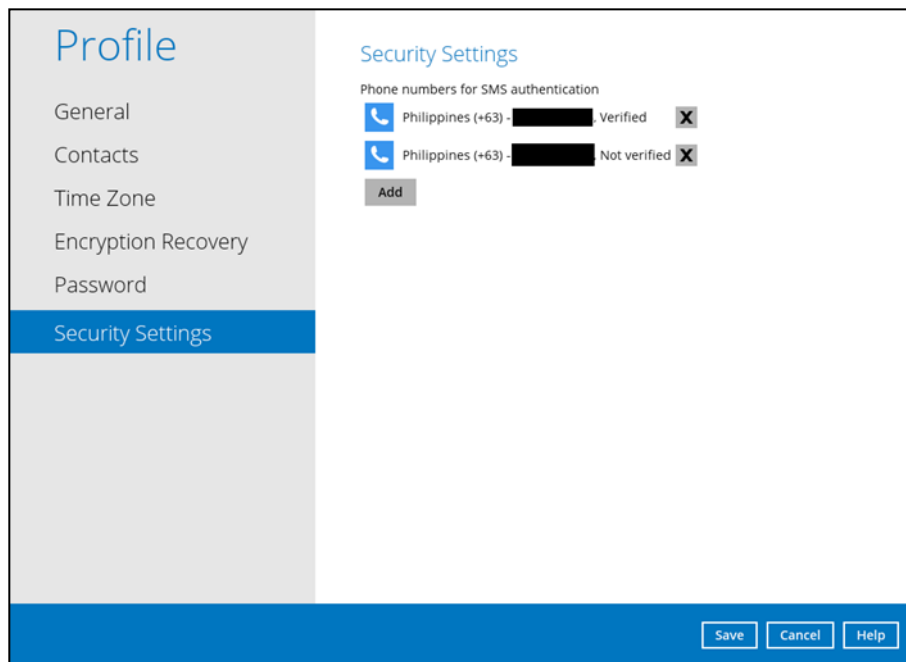 Profile
General
Contacts
Time Zone
Encryption Recovery
Password
Security Settings
Security Settings
Phone numbers for SMS authentication
Philippines (+63) - . Verified X
Philippines (+63) - . Not verified X
Add
Save Cancel Help